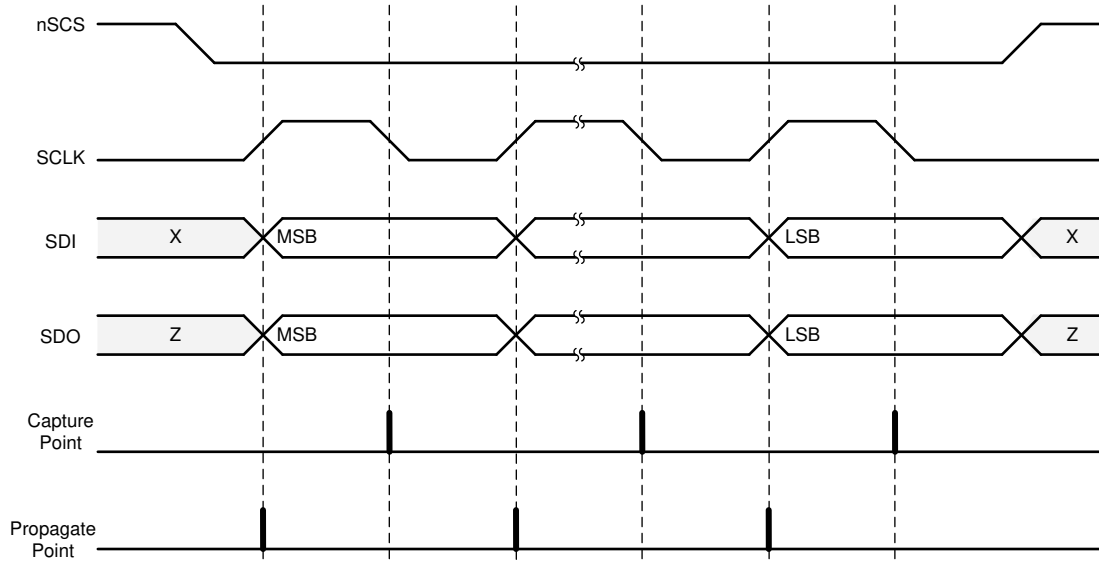 nSCS
SCLK
SDI
X
MSB
LSB
X
SDO
Z
MSB
LSB
Z
Capture
Point
Propagate
Point